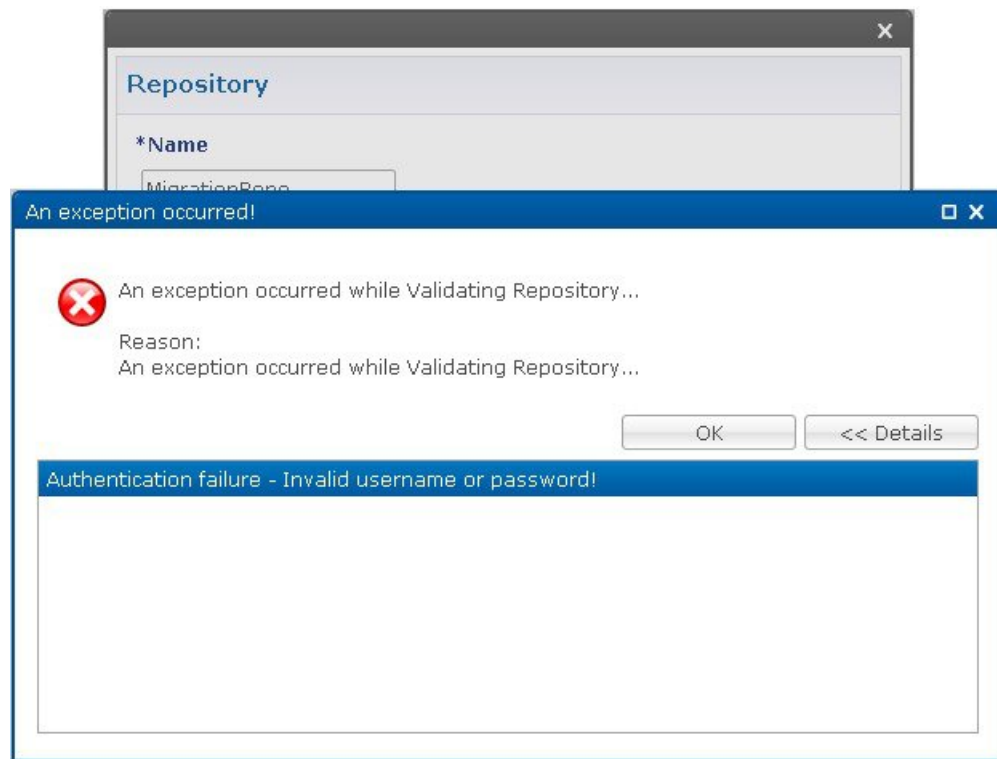 Repository
*Name
MigrationRepo
An exception occurred!
An exception occurred while Validating Repository...
Reason:
An exception occurred while Validating Repository...
OK
<< Details
Authentication failure - Invalid username or password!